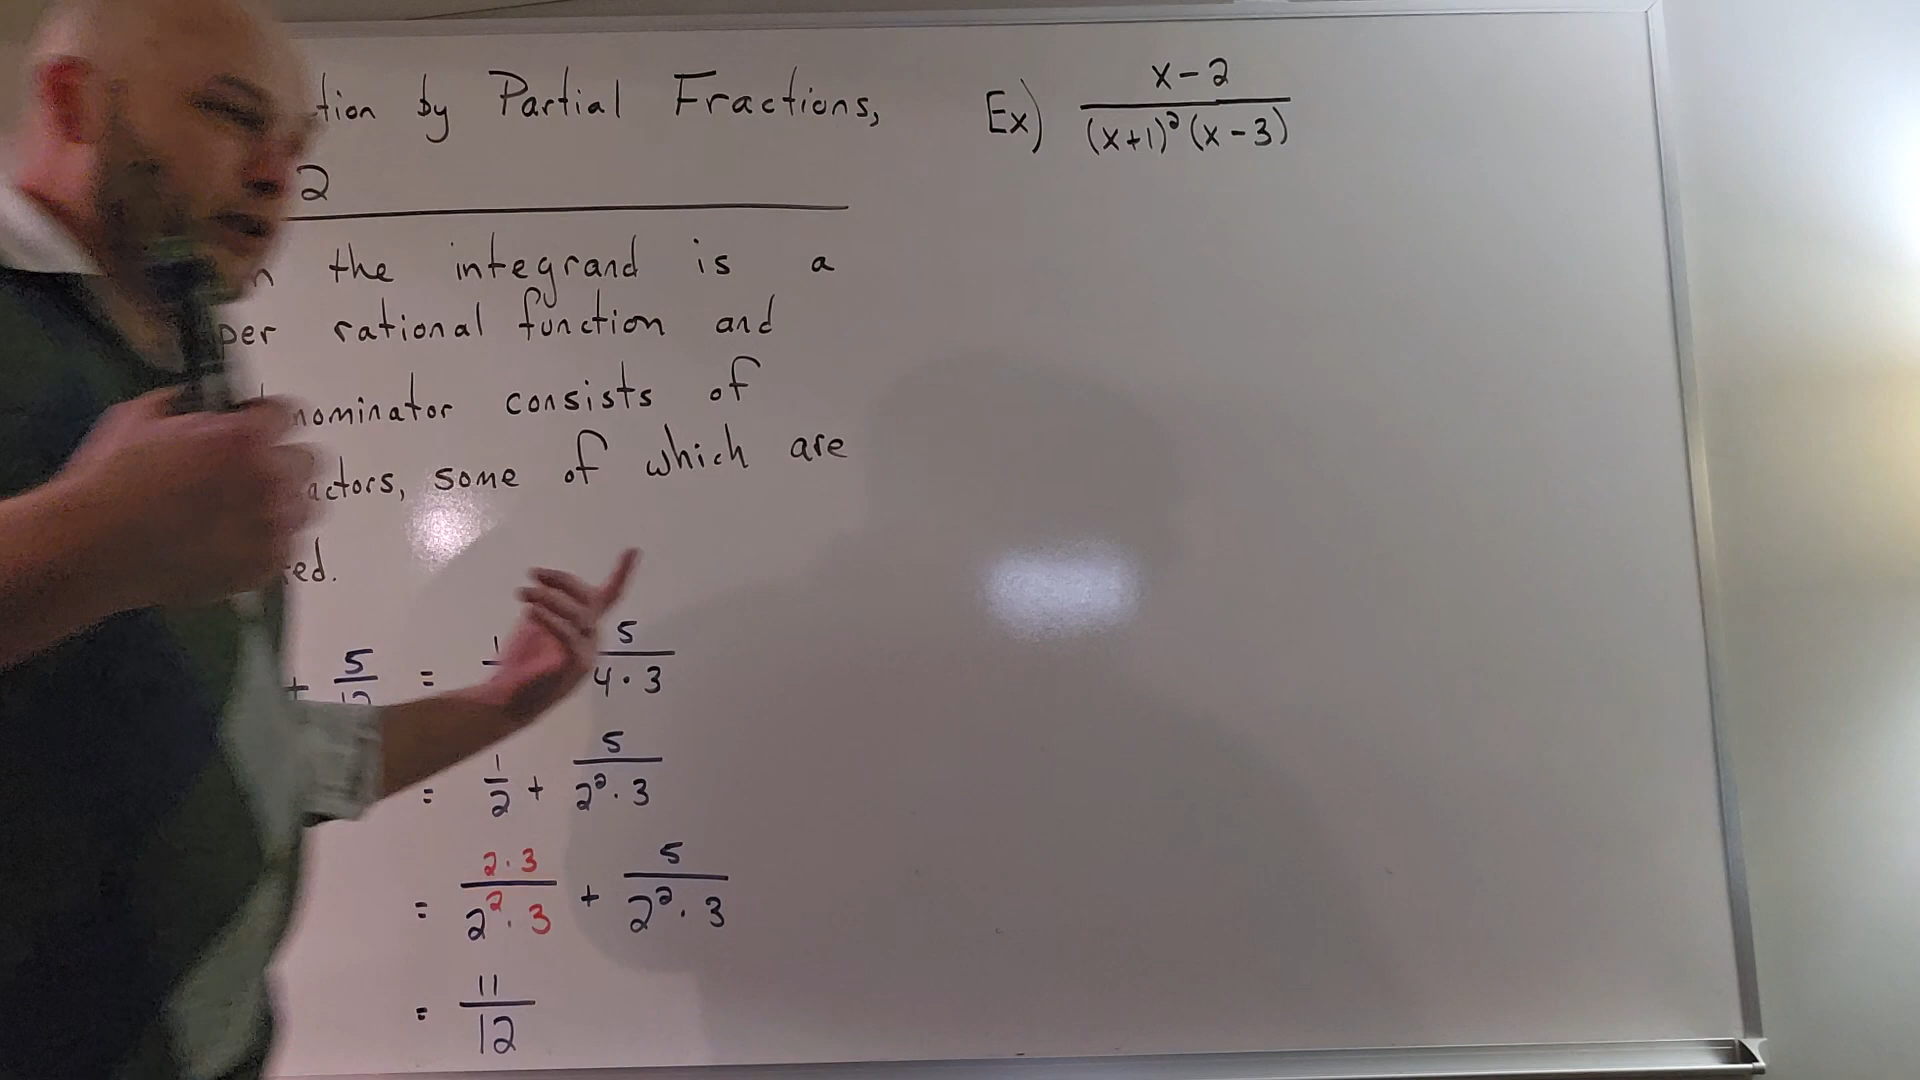 tion by Partial Fractions,
2
n the integrand is a
per rational function and
nominator consists of
actors, some of which are
ed.
+ 5/12 = 1/ 5/(4 · 3)
= 1/2 + 5/(2² · 3)
= (2 · 3)/(2² · 3) + 5/(2² · 3)
= 11/12
Ex) (x - 2)/((x + 1)² (x - 3))